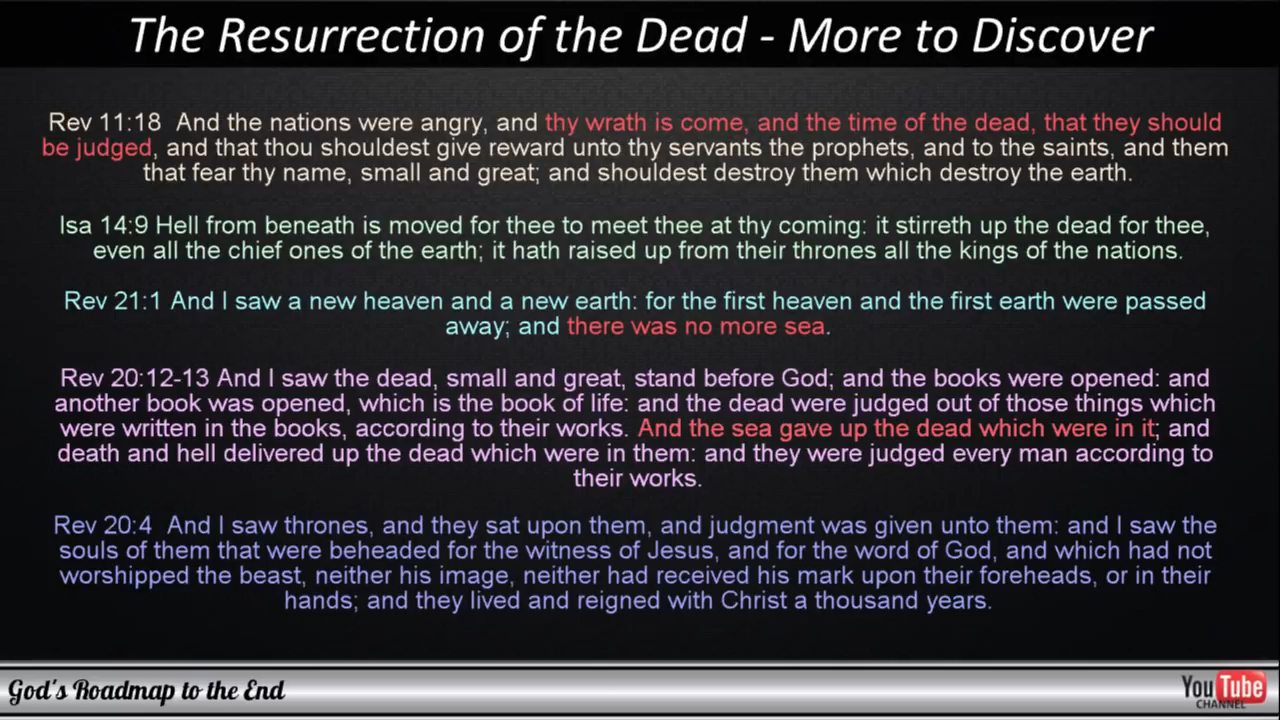 The Resurrection of the Dead - More to Discover
Rev 11:18  And the nations were angry, and thy wrath is come, and the time of the dead, that they should
be judged, and that thou shouldest give reward unto thy servants the prophets, and to the saints, and them
that fear thy name, small and great; and shouldest destroy them which destroy the earth.
Isa 14:9 Hell from beneath is moved for thee to meet thee at thy coming: it stirreth up the dead for thee,
even all the chief ones of the earth; it hath raised up from their thrones all the kings of the nations.
Rev 21:1 And I saw a new heaven and a new earth: for the first heaven and the first earth were passed
away; and there was no more sea.
Rev 20:12-13 And I saw the dead, small and great, stand before God; and the books were opened: and
another book was opened, which is the book of life: and the dead were judged out of those things which
were written in the books, according to their works. And the sea gave up the dead which were in it; and
death and hell delivered up the dead which were in them: and they were judged every man according to
their works.
Rev 20:4  And I saw thrones, and they sat upon them, and judgment was given unto them: and I saw the
souls of them that were beheaded for the witness of Jesus, and for the word of God, and which had not
worshipped the beast, neither his image, neither had received his mark upon their foreheads, or in their
hands; and they lived and reigned with Christ a thousand years.
God's Roadmap to the End
YouTube
CHANNEL